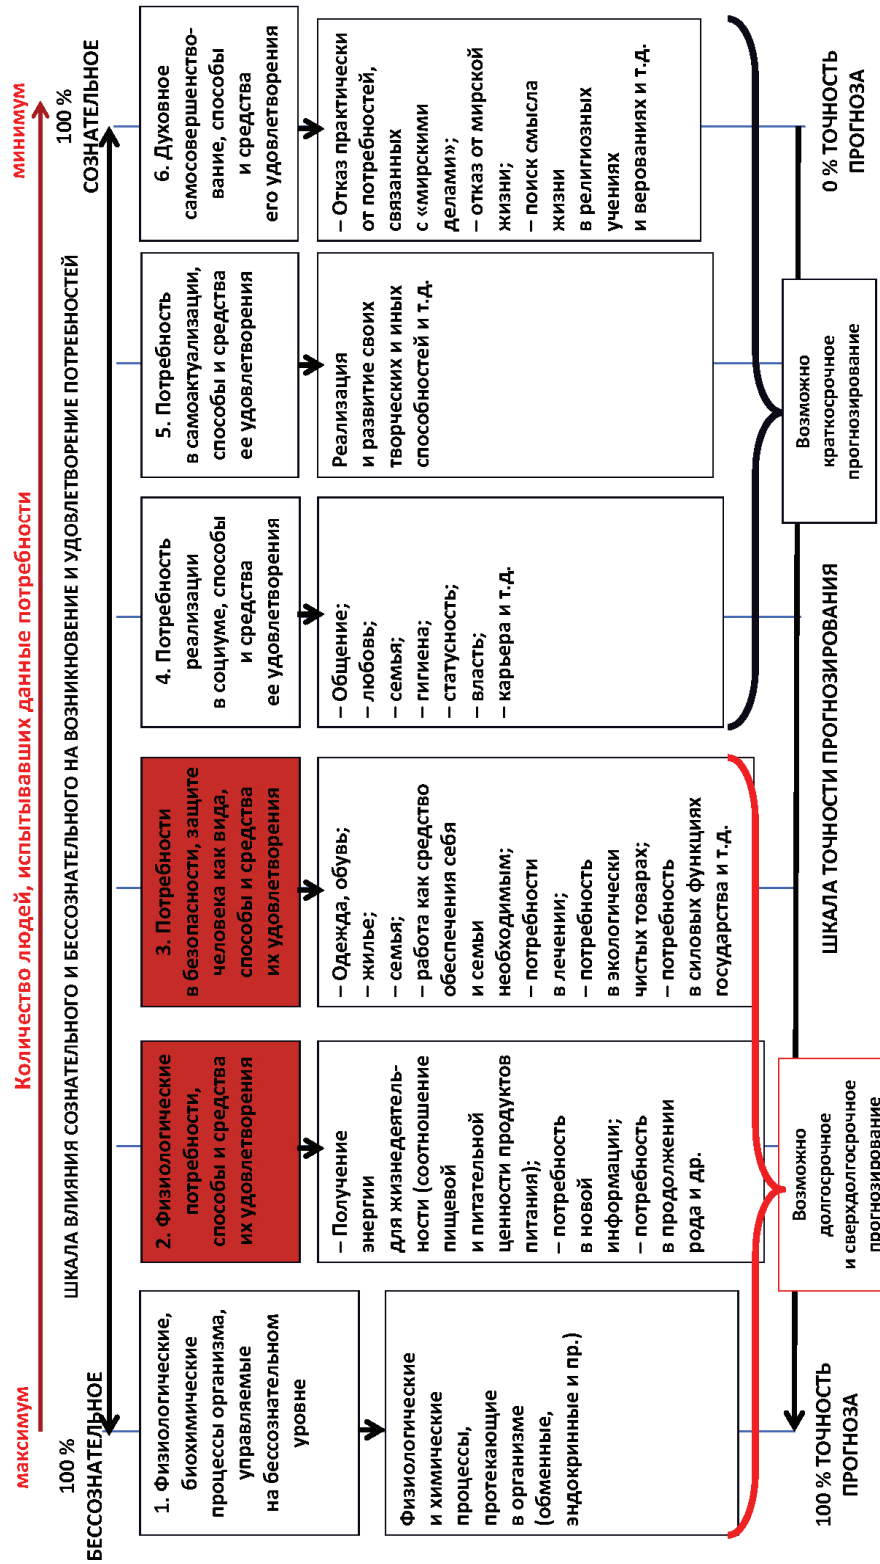 Количество людей, испытывавших данные потребности
максимум
минимум
ШКАЛА ВЛИЯНИЯ СОЗНАТЕЛЬНОГО И БЕССОЗНАТЕЛЬНОГО НА ВОЗНИКНОВЕНИЕ И УДОВЛЕТВОРЕНИЕ ПОТРЕБНОСТЕЙ
100 %
БЕССОЗНАТЕЛЬНОЕ
100 %
СОЗНАТЕЛЬНОЕ
1. Физиологические,
биохимические
процессы организма,
управляемые
на бессознательном
уровне
Физиологические
и химические
процессы,
протекающие
в организме
(обменные,
эндокринные и пр.)
2. Физиологические
потребности,
способы и средства
их удовлетворения
– Получение
энергии
для жизнедеятель-
ности (соотношение
пищевой
и питательной
ценности продуктов
питания);
– потребность
в новой
информации;
– потребность
в продолжении
рода и др.
3. Потребности
в безопасности, защите
человека как вида,
способы и средства
их удовлетворения
– Одежда, обувь;
– жилье;
– семья;
– работа как средство
обеспечения себя
и семьи
необходимым;
– потребности
в лечении;
– потребность
в экологически
чистых товарах;
– потребность
в силовых функциях
государства и т.д.
4. Потребность
реализации
в социуме, способы
и средства
ее удовлетворения
– Общение;
– любовь;
– семья;
– гигиена;
– статусность;
– власть;
– карьера и т.д.
5. Потребность
в самоактуализации,
способы и средства
ее удовлетворения
Реализация
и развитие своих
творческих и иных
способностей и т.д.
6. Духовное
самосовершенство-
вание, способы
и средства
его удовлетворения
– Отказ практически
от потребностей,
связанных
с «мирскими
делами»;
– отказ от мирской
жизни;
– поиск смысла
жизни
в религиозных
учениях
и верованиях и т.д.
Возможно
долгосрочное
и сверхдолгосрочное
прогнозирование
Возможно
краткосрочное
прогнозирование
100 % ТОЧНОСТЬ
ПРОГНОЗА
ШКАЛА ТОЧНОСТИ ПРОГНОЗИРОВАНИЯ
0 % ТОЧНОСТЬ
ПРОГНОЗА